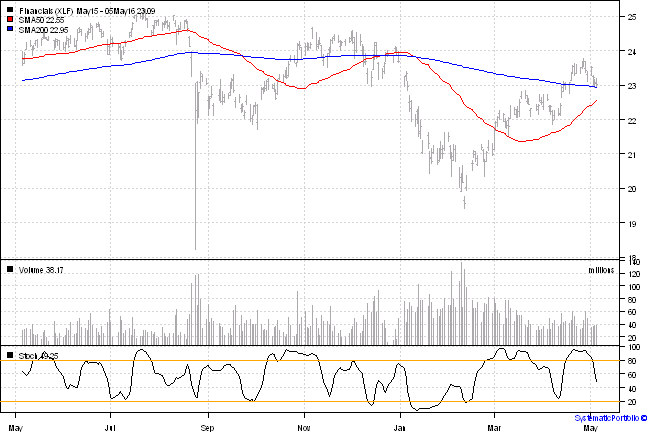 Financials (XLF) May15 - 05May16 23.09
SMA50 22.55
SMA200 22.95
25
24
23
22
21
20
19
18
Volume 38.17
millions
140
120
100
80
60
40
20
Stoch 49.25
100
80
60
40
20
May
Jul
Sep
Nov
Jan
Mar
May
SystematicPortfolio ©